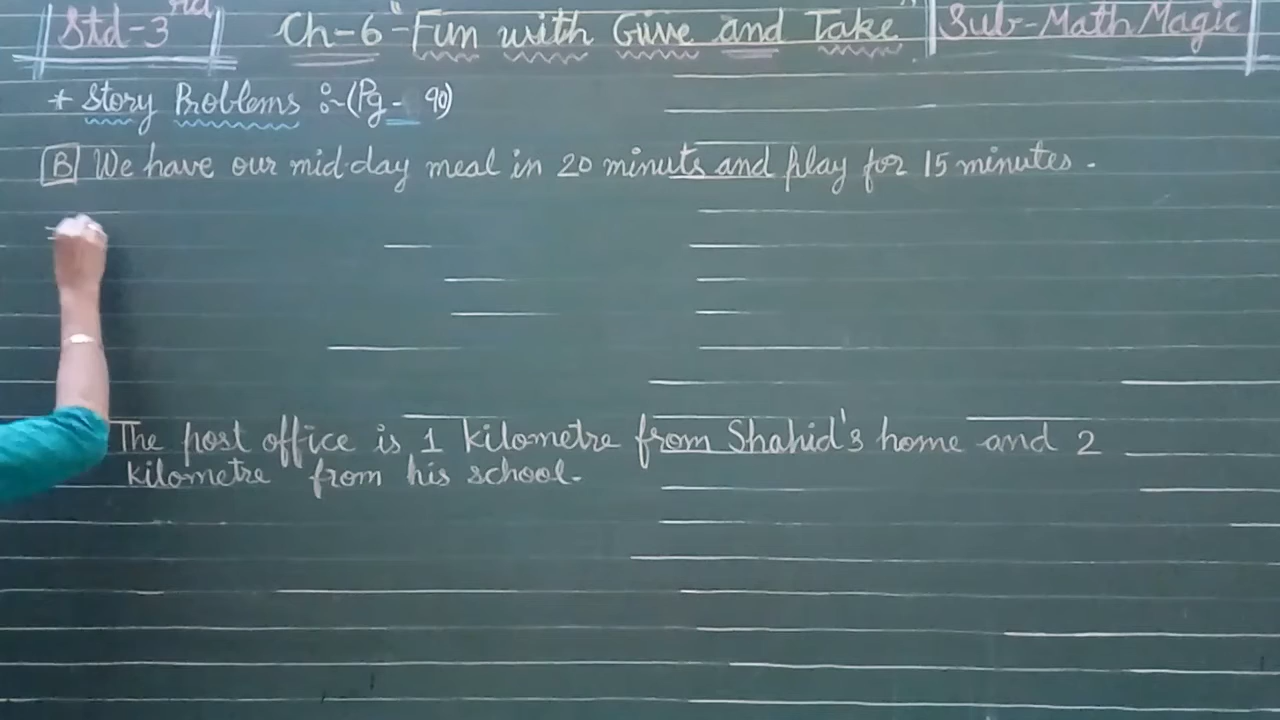 Std-3rd Ch-6 "Fun with Give and Take" Sub-Math Magic
* Story Problems :-(Pg- 90)
B We have our mid-day meal in 20 minuts and play for 15 minutes.
The post office is 1 kilometre from Shahid's home and 2
kilometre from his school.